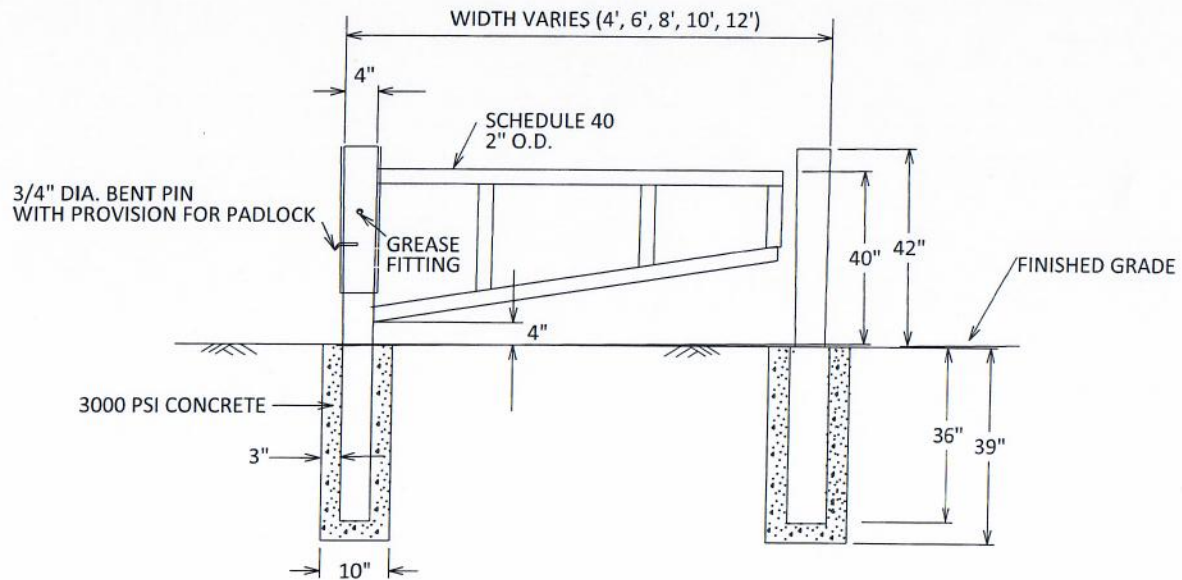 WIDTH VARIES (4', 6', 8', 10', 12')
4"
SCHEDULE 40
2" O.D.
3/4" DIA. BENT PIN
WITH PROVISION FOR PADLOCK
GREASE
FITTING
40"
42"
FINISHED GRADE
4"
3000 PSI CONCRETE
3"
36"
39"
10"